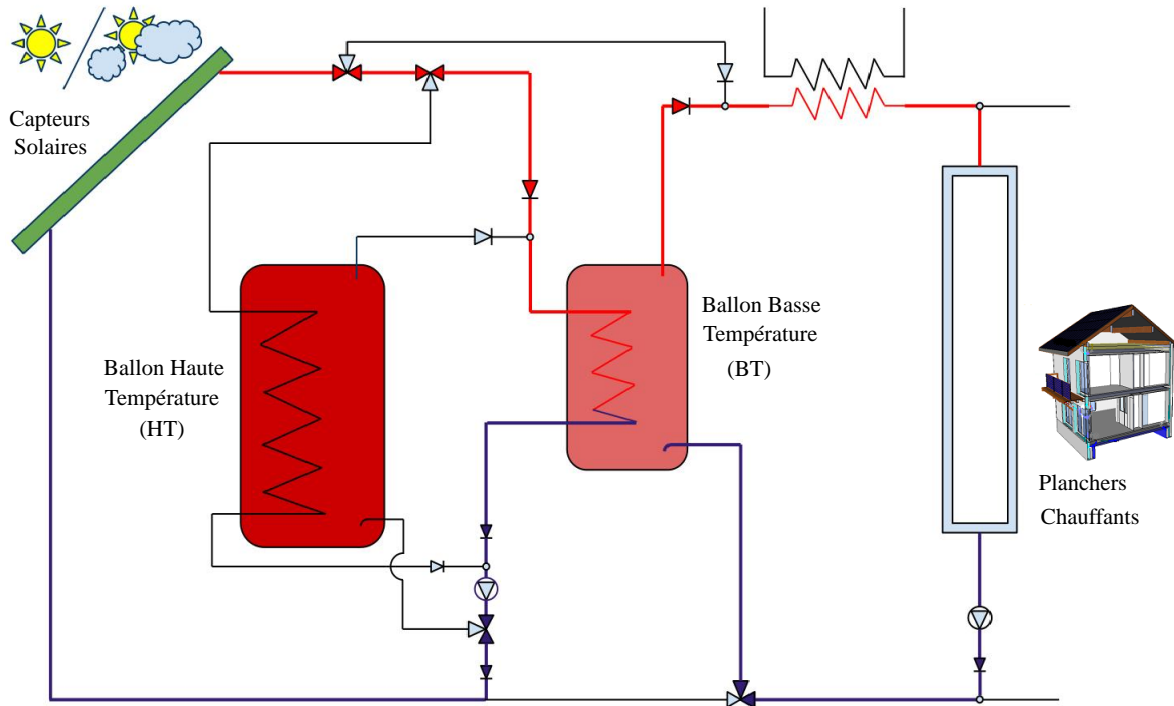 Capteurs
Solaires
Ballon Haute
Température
(HT)
Ballon Basse
Température
(BT)
Planchers
Chauffants